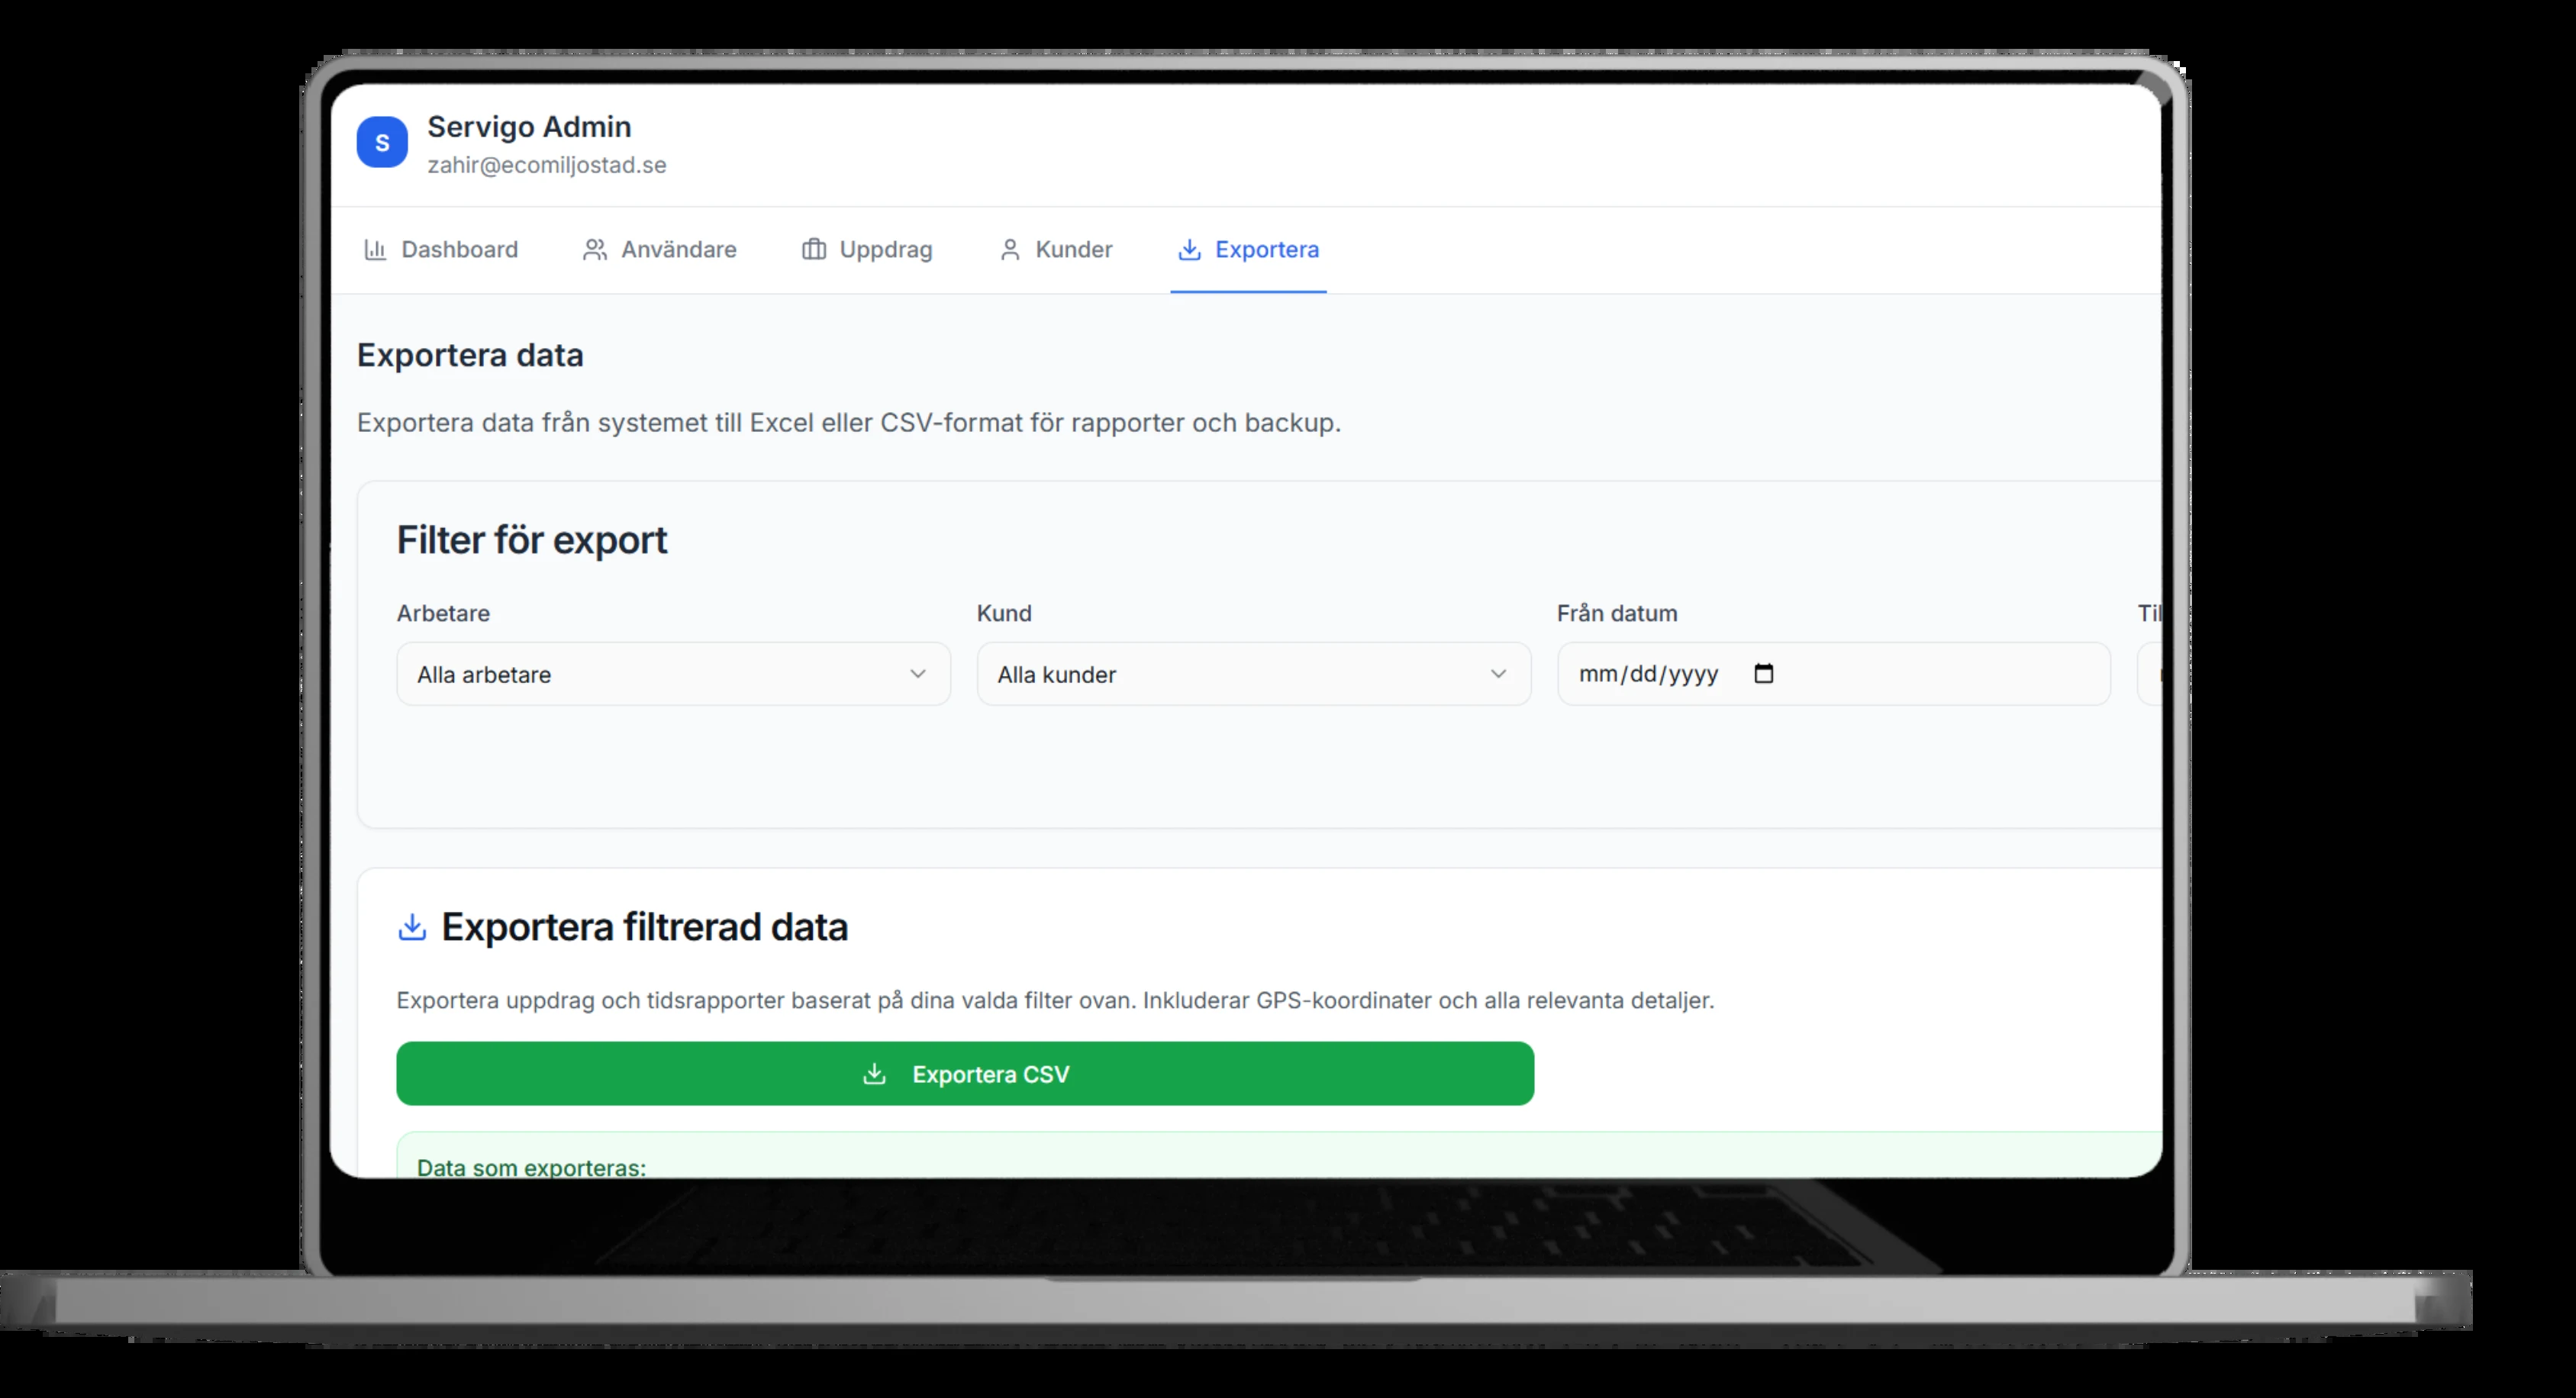 S
Servigo Admin
zahir@ecomiljostad.se
Dashboard Användare Uppdrag Kunder Exportera
Exportera data
Exportera data från systemet till Excel eller CSV-format för rapporter och backup.
Filter för export
Arbetare Kund Från datum
Alla arbetare Alla kunder mm/dd/yyyy
Exportera filtrerad data
Exportera uppdrag och tidsrapporter baserat på dina valda filter ovan. Inkluderar GPS-koordinater och alla relevanta detaljer.
Exportera CSV
Data som exporteras: